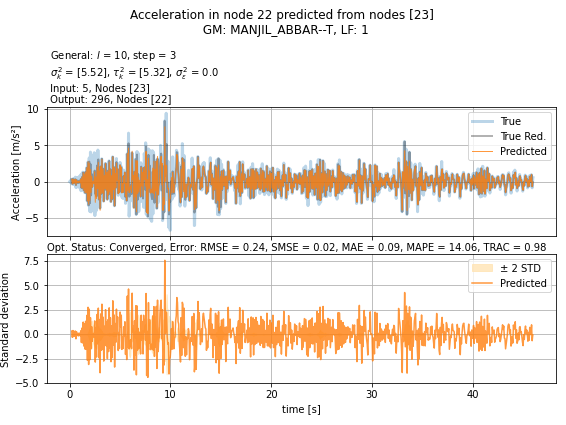 Acceleration in node 22 predicted from nodes [23]
GM: MANJIL_ABBAR--T, LF: 1
General: l = 10, step = 3
σ²ₖ = [5.52], τ²ₖ = [5.32], σ²ε = 0.0
Input: 5, Nodes [23]
Output: 296, Nodes [22]
Acceleration [m/s²]
10
5
0
−5
True
True Red.
Predicted
Opt. Status: Converged, Error: RMSE = 0.24, SMSE = 0.02, MAE = 0.09, MAPE = 14.06, TRAC = 0.98
Standard deviation
7.5
5.0
2.5
0.0
−2.5
−5.0
± 2 STD
Predicted
0 10 20 30 40
time [s]